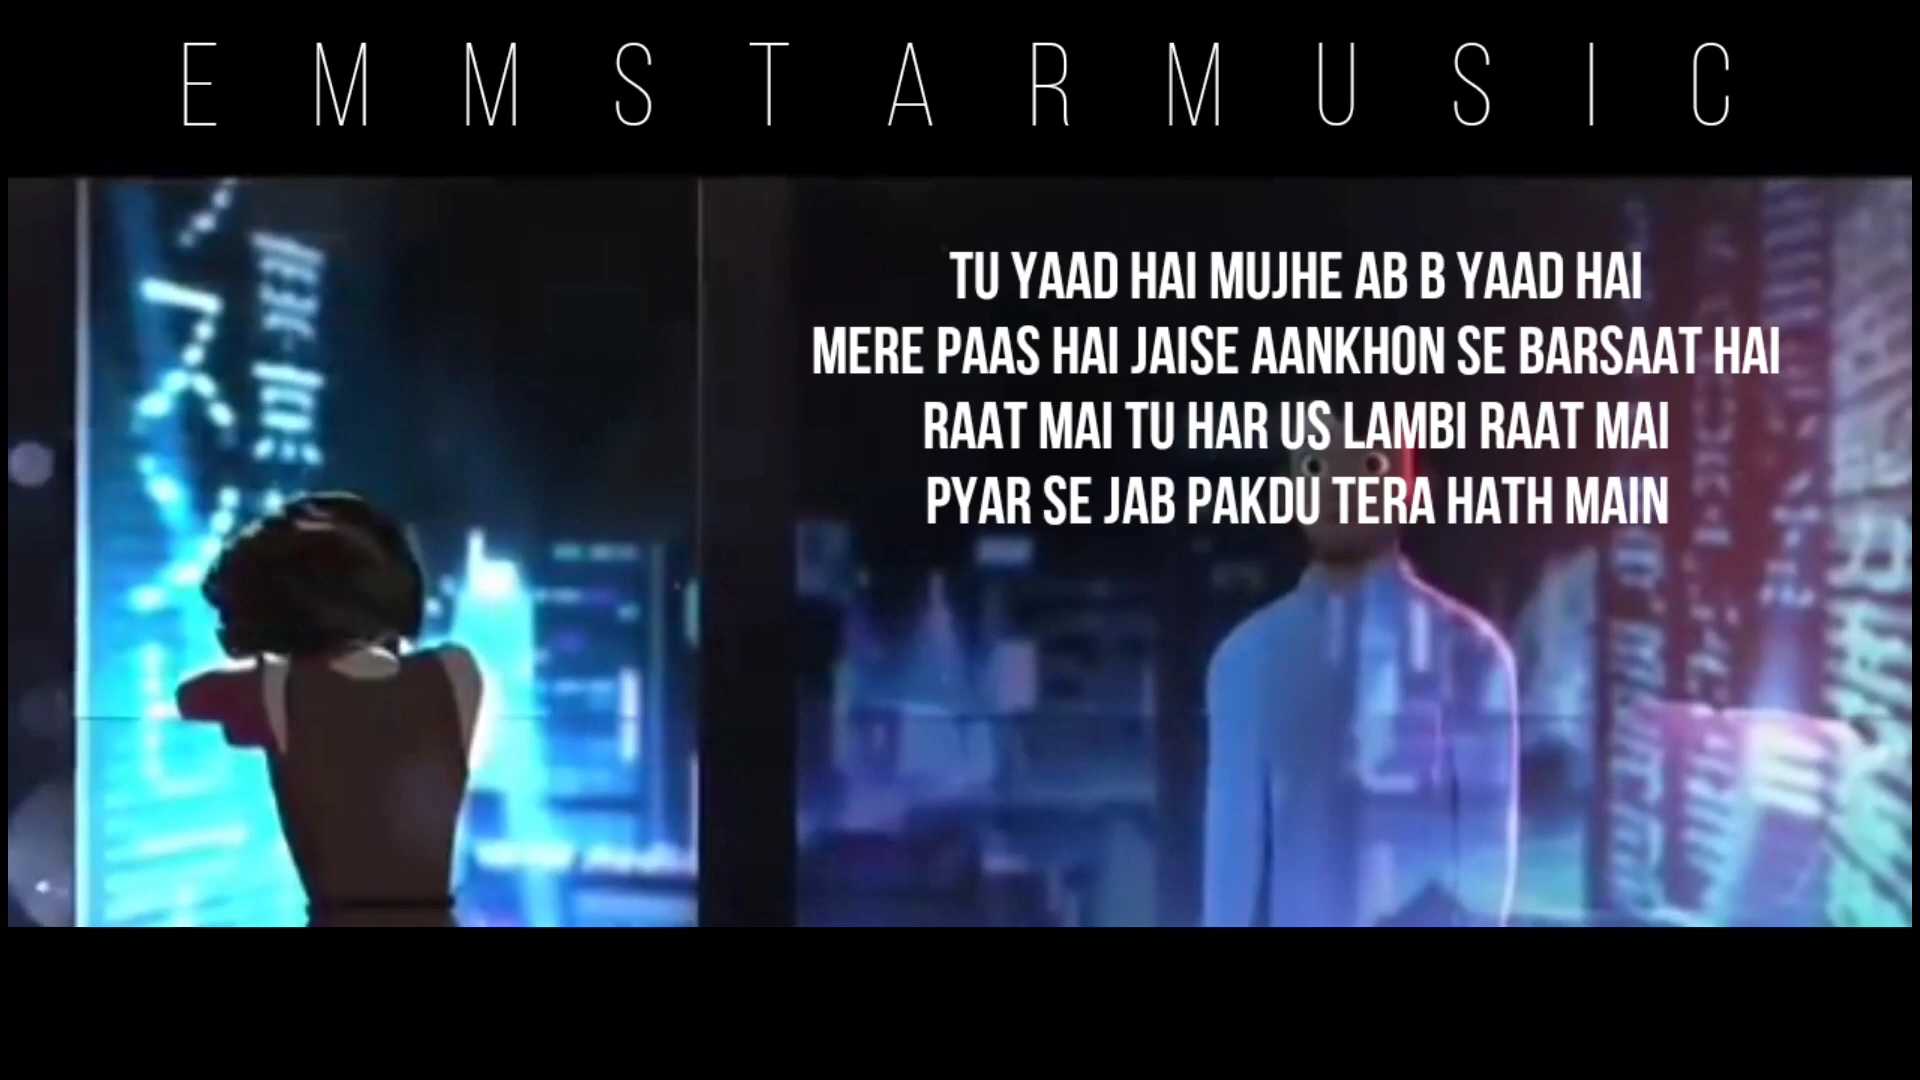 EMMSTARMUSIC
TU YAAD HAI MUJHE AB B YAAD HAI
MERE PAAS HAI JAISE AANKHON SE BARSAAT HAI
RAAT MAI TU HAR US LAMBI RAAT MAI
PYAR SE JAB PAKDU TERA HATH MAIN